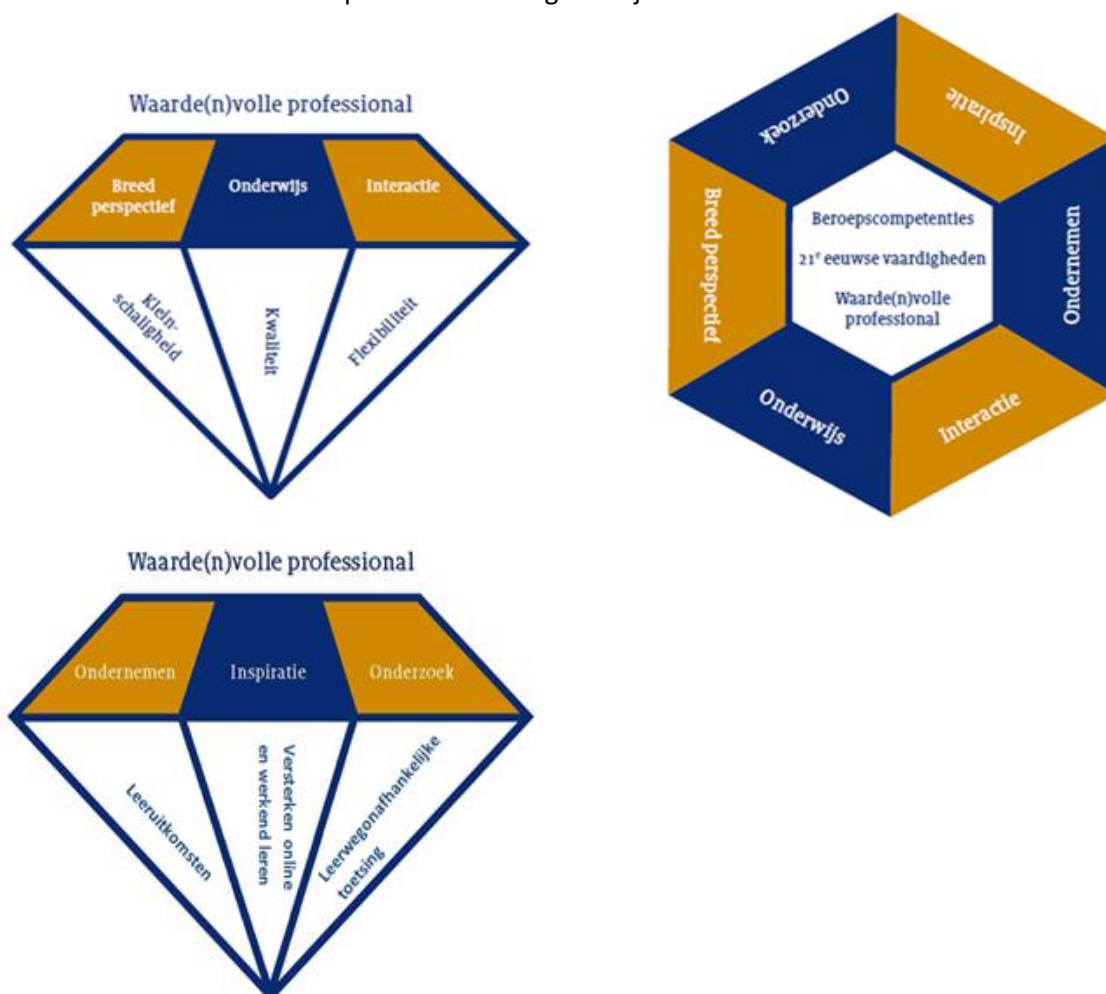 Waarde(n)volle professional
Breed
perspectief
Onderwijs
Interactie
Klein-
schaligheid
Kwaliteit
Flexibiliteit
Onderzoek
Inspiratie
Breed perspectief
Ondernemen
Onderwijs
Interactie
Beroepscompetenties
21e eeuwse vaardigheden
Waarde(n)volle
professional
Waarde(n)volle professional
Ondernemen
Inspiratie
Onderzoek
Leeruitkomsten
Versterken online
en werkend leren
Leerwegonafhankelijke
toetsing